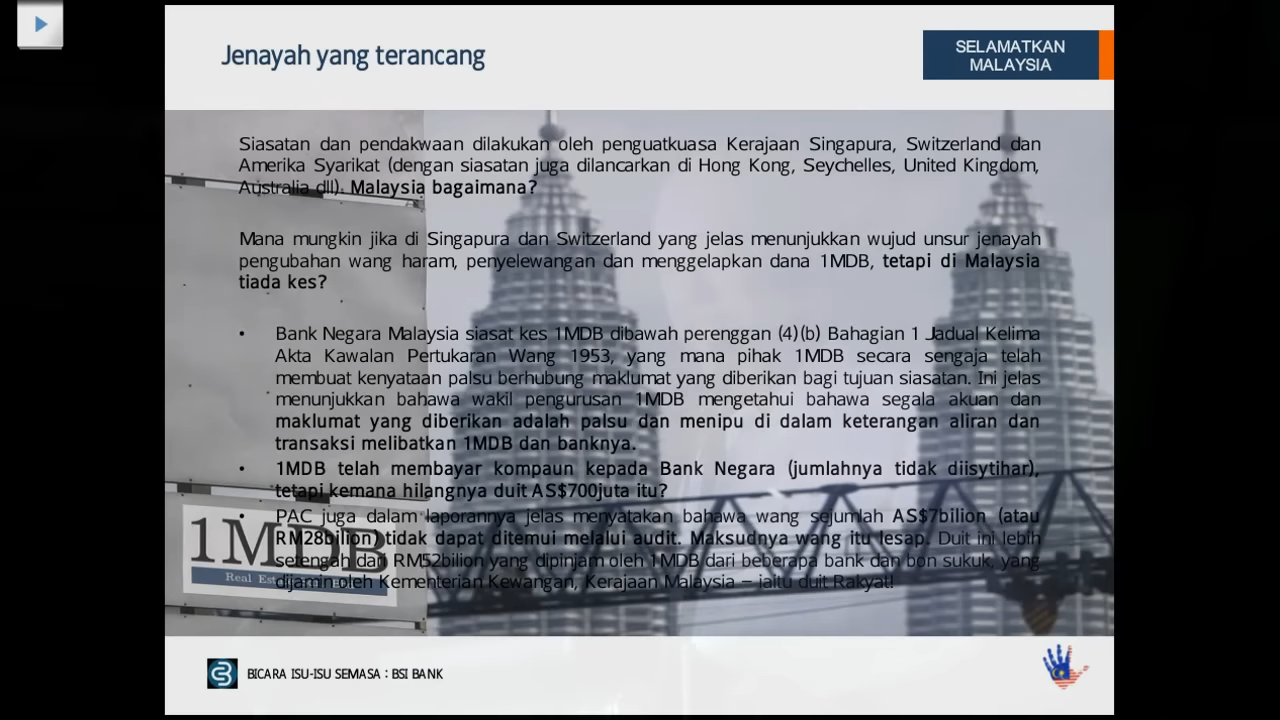 Jenayah yang terancang
SELAMATKAN
MALAYSIA
Siasatan dan pendakwaan dilakukan oleh penguatkuasa Kerajaan Singapura, Switzerland dan
Amerika Syarikat (dengan siasatan juga dilancarkan di Hong Kong, Seychelles, United Kingdom,
Australia dll). Malaysia bagaimana?
Mana mungkin jika di Singapura dan Switzerland yang jelas menunjukkan wujud unsur jenayah
pengubahan wang haram, penyelewangan dan menggelapkan dana 1MDB, tetapi di Malaysia
tiada kes?
• Bank Negara Malaysia siasat kes 1MDB dibawah perenggan (4)(b) Bahagian 1 Jadual Kelima
Akta Kawalan Pertukaran Wang 1953, yang mana pihak 1MDB secara sengaja telah
membuat kenyataan palsu berhubung maklumat yang diberikan bagi tujuan siasatan. Ini jelas
menunjukkan bahawa wakil pengurusan 1MDB mengetahui bahawa segala akuan dan
maklumat yang diberikan adalah palsu dan menipu di dalam keterangan aliran dan
transaksi melibatkan 1MDB dan banknya.
• 1MDB telah membayar kompaun kepada Bank Negara (jumlahnya tidak diisytihar),
tetapi kemana hilangnya duit AS$700juta itu?
• PAC juga dalam laporannya jelas menyatakan bahawa wang sejumlah AS$7bilion (atau
RM28bilion) tidak dapat ditemui melalui audit. Maksudnya wang itu lesap. Duit ini lebih
setengah dari RM52bilion yang dipinjam oleh 1MDB dari beberapa bank dan bon sukuk, yang
dijamin oleh Kementerian Kewangan, Kerajaan Malaysia – iaitu duit Rakyat!
1MDB
Real Est
BICARA ISU-ISU SEMASA : BSI BANK